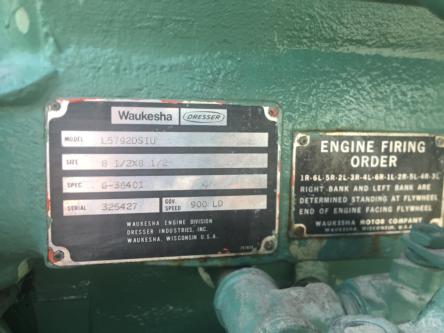 Waukesha DRESSER
MODEL L5792DSIU
SIZE 8 1/2X8 1/2
SPEC G-36401
SERIAL 325427 GOV. SPEED 900 LD
WAUKESHA ENGINE DIVISION
DRESSER INDUSTRIES, INC.
WAUKESHA, WISCONSIN U.S.A.
ENGINE FIRING
ORDER
1R-6L-5R-2L-3R-4L-6R-1L-2R-5L-4R-3L
RIGHT BANK AND LEFT BANK ARE
DETERMINED STANDING AT FLYWHEEL
END OF ENGINE FACING FLYWHEEL
WAUKESHA MOTOR COMPANY
WAUKESHA, WISCONSIN, U.S.A.